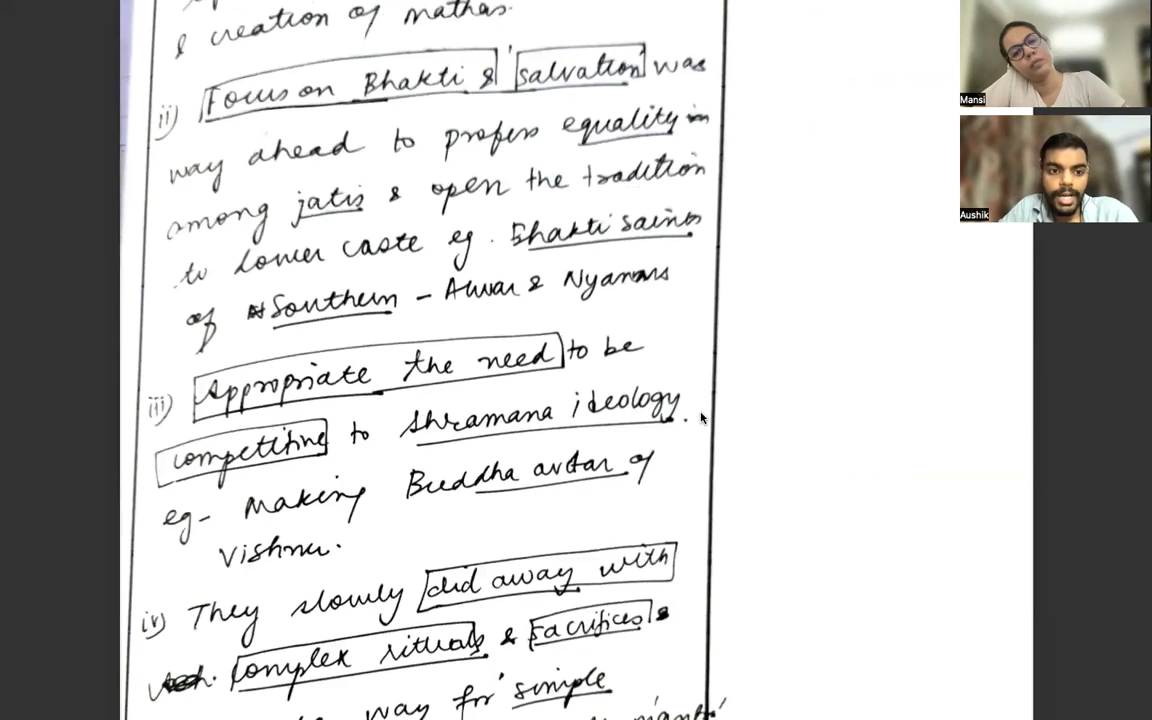 & creation of mathas.
ii) Focus on Bhakti & 'salvation' was
way ahead to profess equality in
among jatis & open the tradition
to lower caste eg. Bhakti saints
of Southern - Alwar & Nyanars
iii) Appropriate the need to be
competitive to Shramana ideology.
eg- Making Buddha avtar of
Vishnu.
iv) They slowly did away with
complex rituals & sacrifices &
way for 'simple
Mansi
Aushik